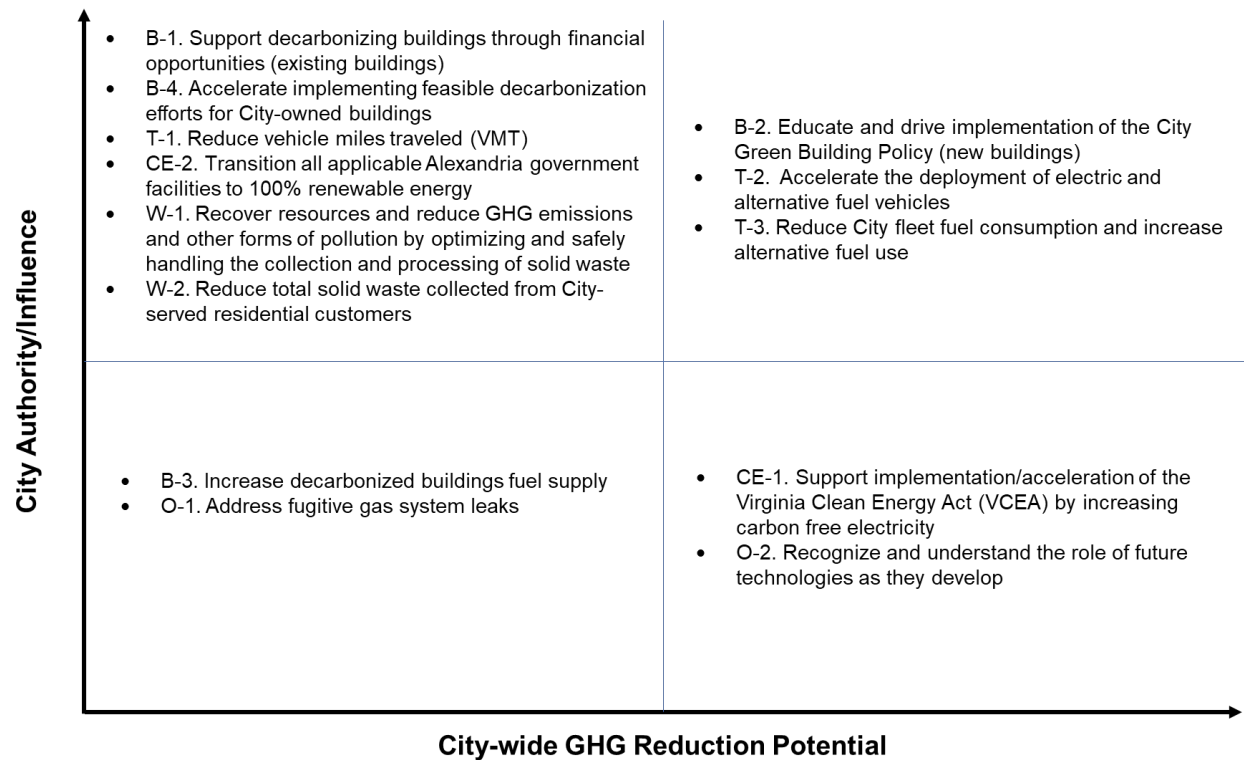 City Authority/Influence
• B-1. Support decarbonizing buildings through financial
opportunities (existing buildings)
• B-4. Accelerate implementing feasible decarbonization
efforts for City-owned buildings
• T-1. Reduce vehicle miles traveled (VMT)
• CE-2. Transition all applicable Alexandria government
facilities to 100% renewable energy
• W-1. Recover resources and reduce GHG emissions
and other forms of pollution by optimizing and safely
handling the collection and processing of solid waste
• W-2. Reduce total solid waste collected from City-
served residential customers
• B-2. Educate and drive implementation of the City
Green Building Policy (new buildings)
• T-2. Accelerate the deployment of electric and
alternative fuel vehicles
• T-3. Reduce City fleet fuel consumption and increase
alternative fuel use
• B-3. Increase decarbonized buildings fuel supply
• O-1. Address fugitive gas system leaks
• CE-1. Support implementation/acceleration of the
Virginia Clean Energy Act (VCEA) by increasing
carbon free electricity
• O-2. Recognize and understand the role of future
technologies as they develop
City-wide GHG Reduction Potential